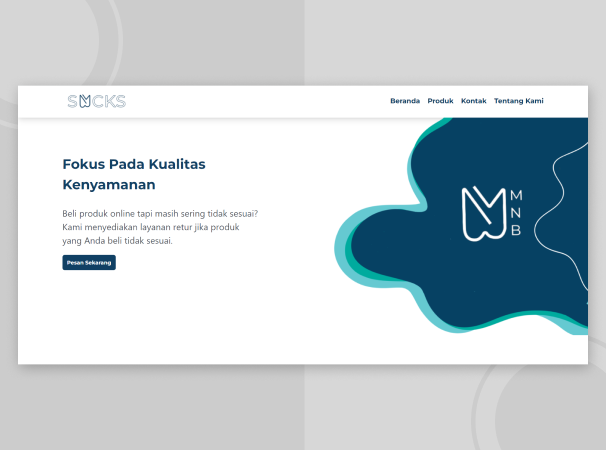 SMCKS
Beranda Produk Kontak Tentang Kami
Fokus Pada Kualitas
Kenyamanan
Beli produk online tapi masih sering tidak sesuai?
Kami menyediakan layanan retur jika produk
yang Anda beli tidak sesuai.
Pesan Sekarang
M
N
B